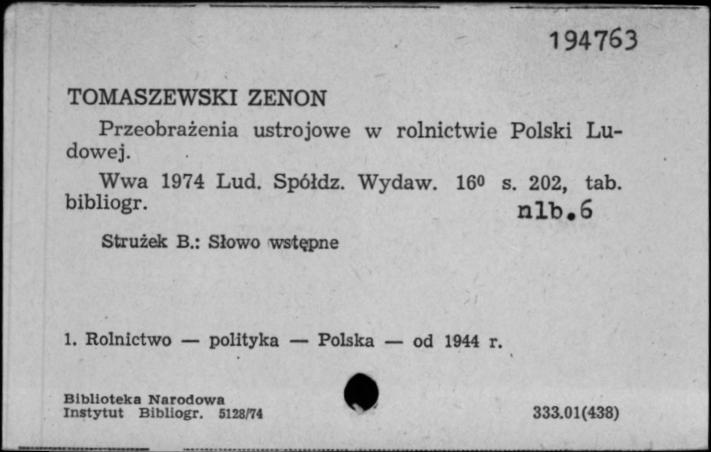 194763
TOMASZEWSKI ZENON
Przeobrażenia ustrojowe w rolnictwie Polski Lu-
dowej.
Wwa 1974 Lud. Spółdz. Wydaw. 16⁰ s. 202, tab.
bibliogr.
nlb.6
Strużek B.: Słowo wstępne
1. Rolnictwo — polityka — Polska — od 1944 r.
Biblioteka Narodowa
Instytut Bibliogr. 5128/74
333.01(438)